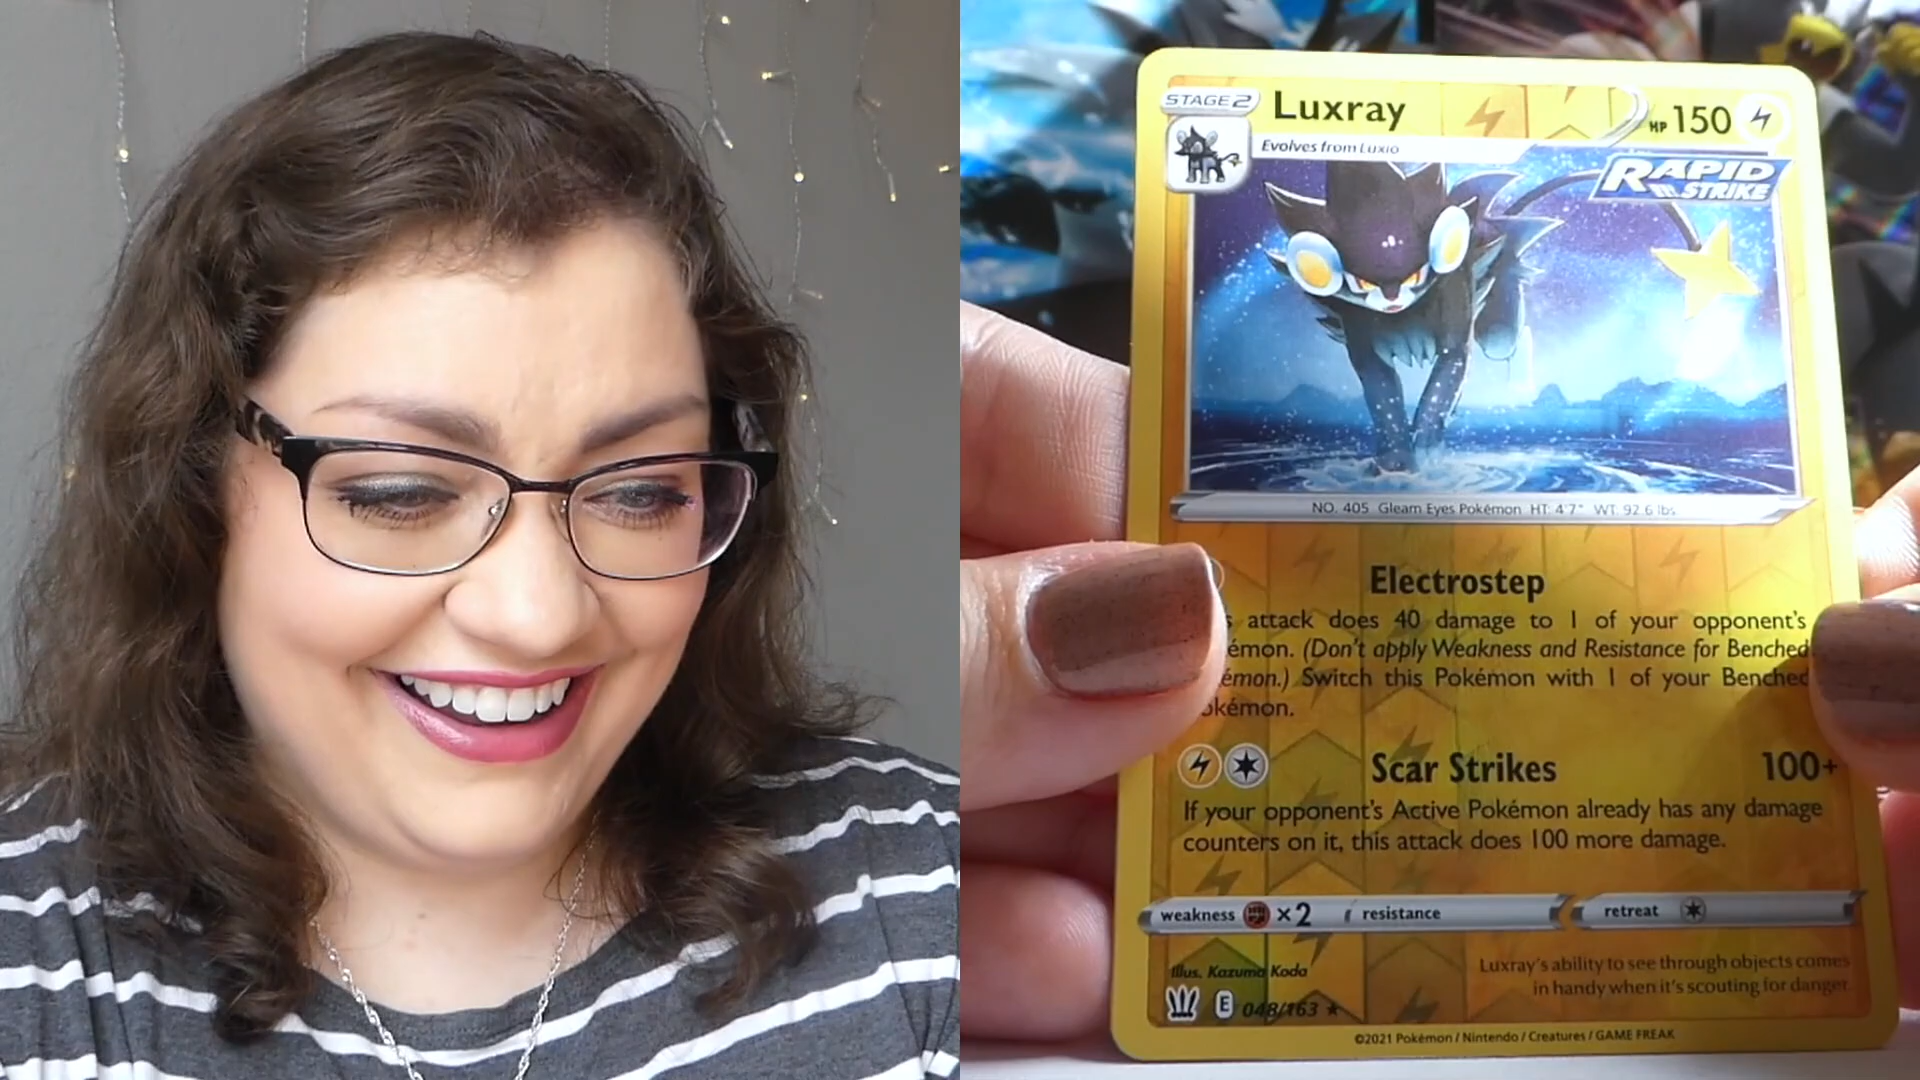 STAGE 2 Luxray HP 150
Evolves from Luxio
RAPID
STRIKE
NO. 405 Gleam Eyes Pokémon HT: 4'7" WT: 92.6 lbs.
Electrostep
attack does 40 damage to 1 of your opponent's
(Don't apply Weakness and Resistance for Benched
Switch this Pokémon with 1 of your Benched
Pokémon.
Scar Strikes 100+
If your opponent's Active Pokémon already has any damage
counters on it, this attack does 100 more damage.
weakness ×2 resistance retreat
Illus. Kazuma Koda
Luxray's ability to see through objects comes
in handy when it's scouting for danger.
E 048/163 ★
©2021 Pokémon / Nintendo / Creatures / GAME FREAK